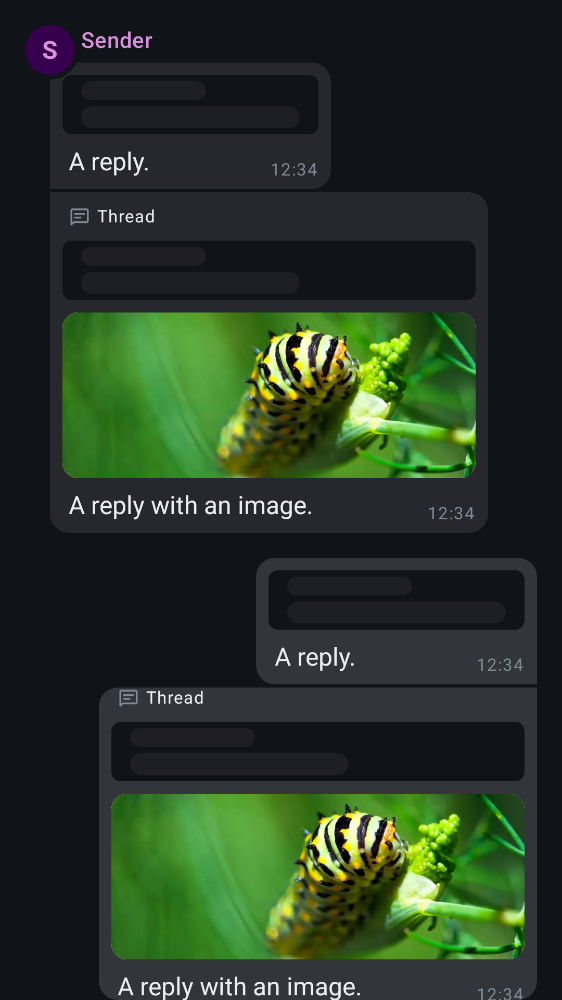 S
Sender
A reply.
12:34
Thread
A reply with an image.
12:34
A reply.
12:34
Thread
A reply with an image.
12:34